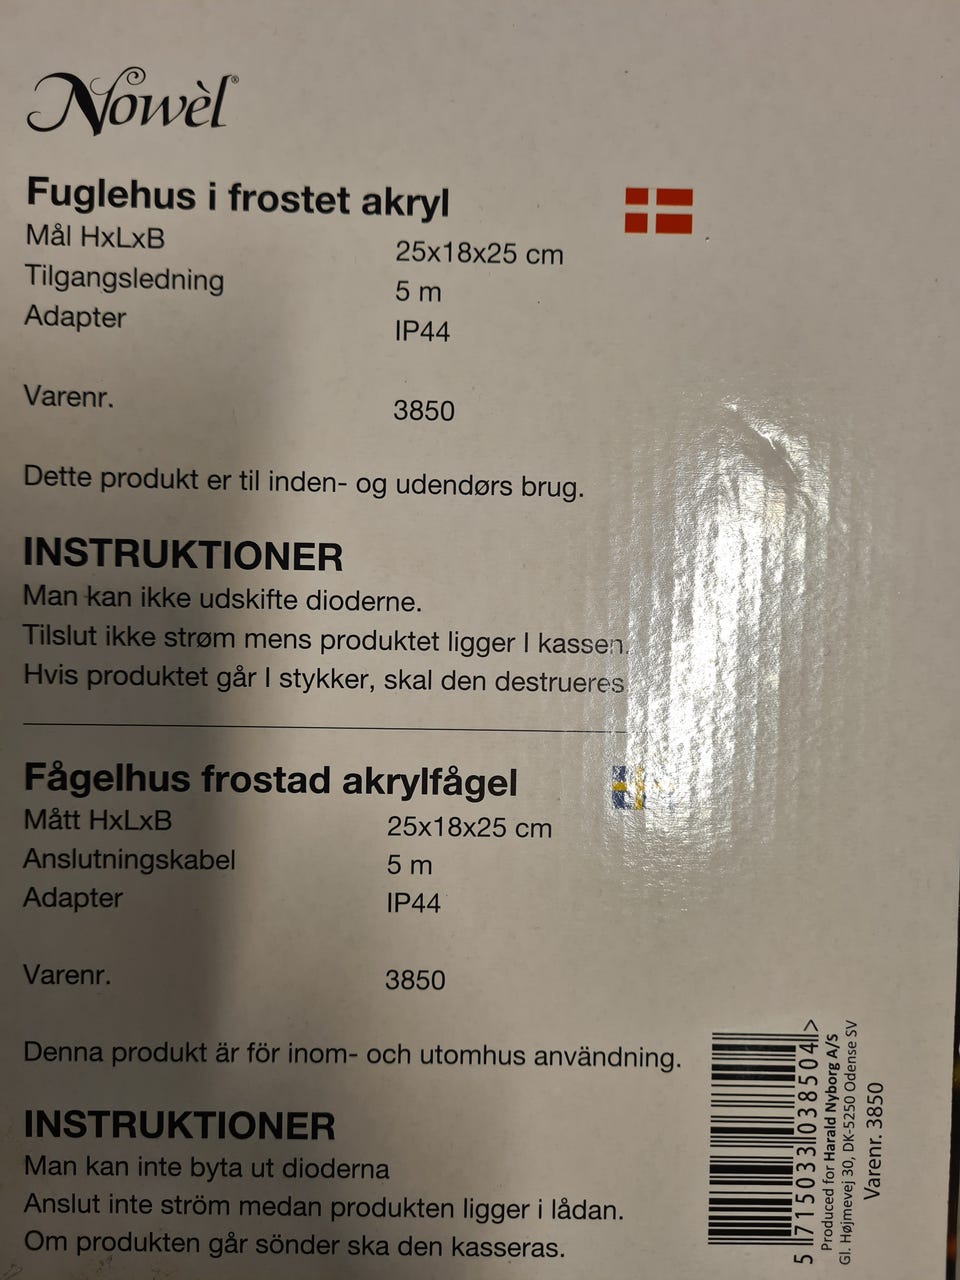 Nowèl®
Fuglehus i frostet akryl
Mål HxLxB 25x18x25 cm
Tilgangsledning 5 m
Adapter IP44
Varenr. 3850
Dette produkt er til inden- og udendørs brug.
INSTRUKTIONER
Man kan ikke udskifte dioderne.
Tilslut ikke strøm mens produktet ligger I kassen.
Hvis produktet går I stykker, skal den destrueres
Fågelhus frostad akrylfågel
Mått HxLxB 25x18x25 cm
Anslutningskabel 5 m
Adapter IP44
Varenr. 3850
Denna produkt är för inom- och utomhus användning.
INSTRUKTIONER
Man kan inte byta ut dioderna
Anslut inte ström medan produkten ligger i lådan.
Om produkten går sönder ska den kasseras.
5 715033 038504 >
Produced for Harald Nyborg A/S
Gl. Højmevej 30, DK-5250 Odense SV
Varenr. 3850